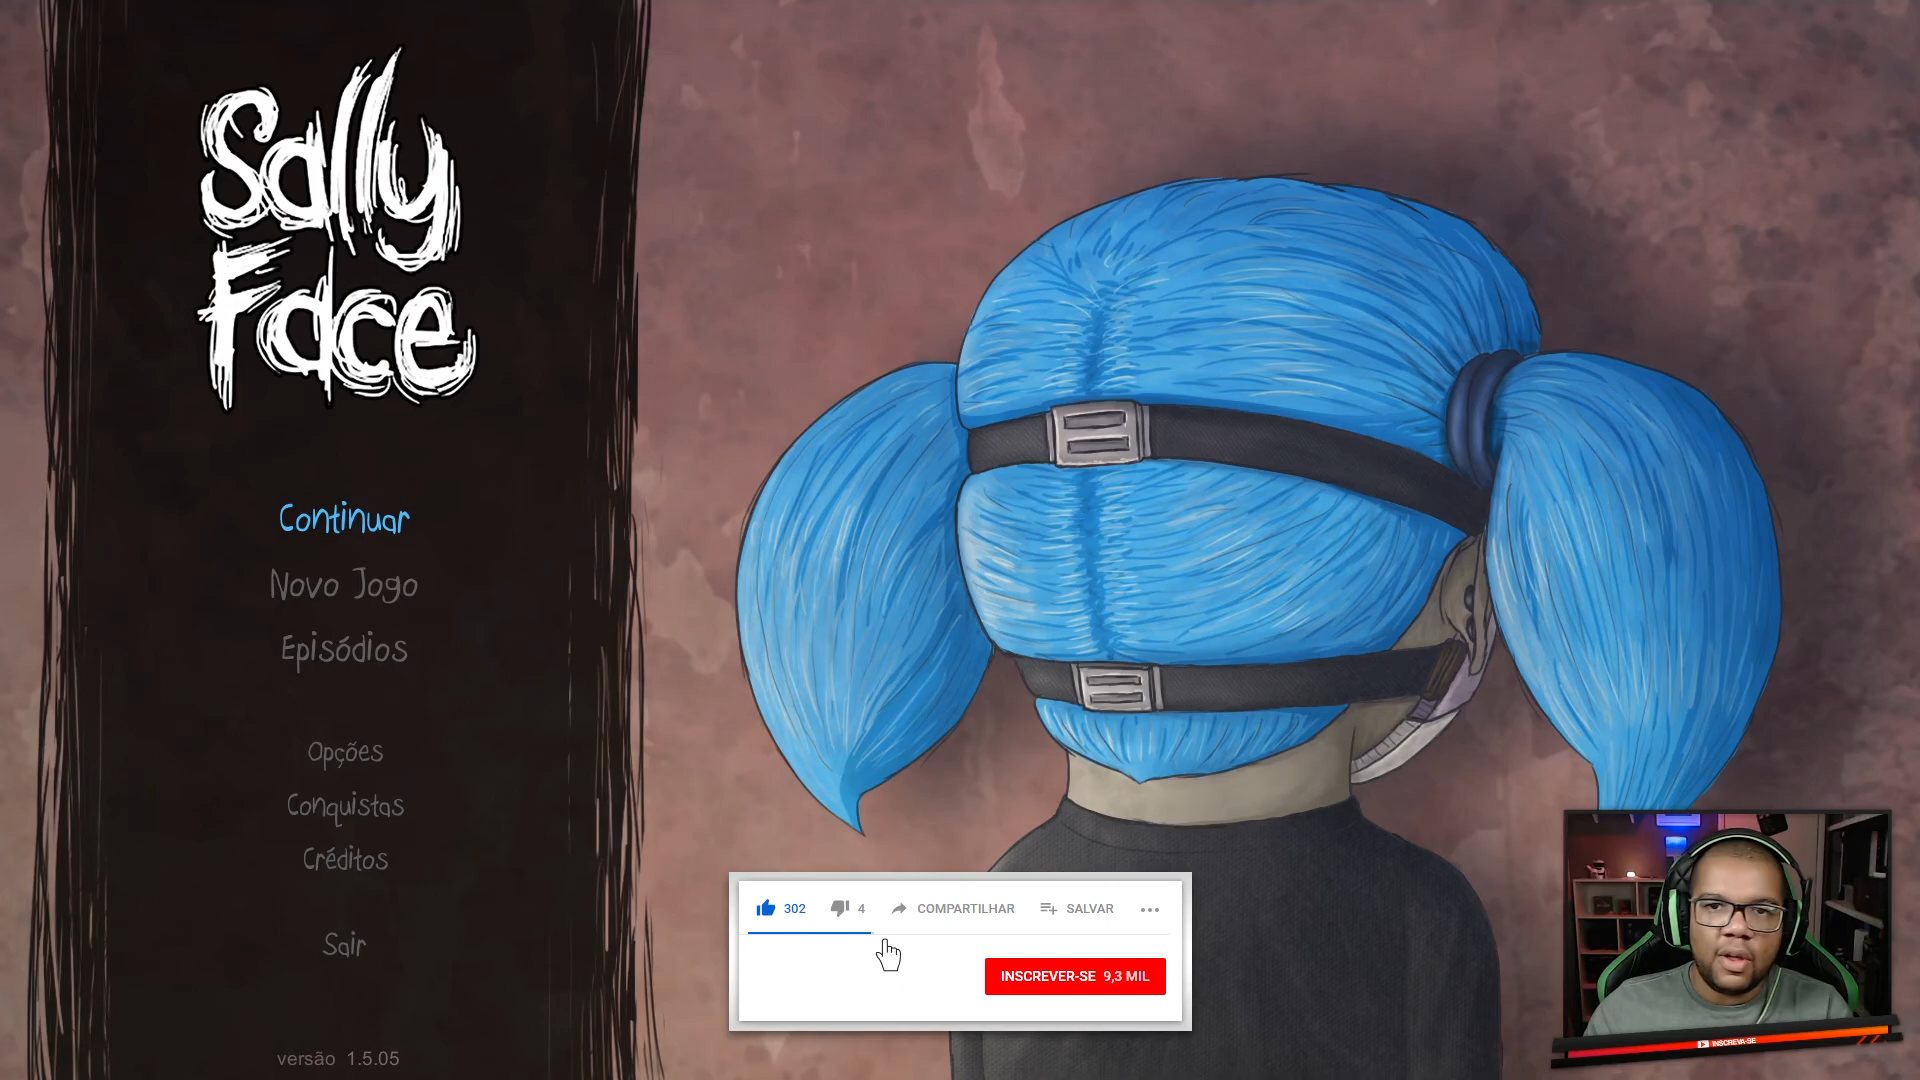 Sally
Face
Continuar
Novo Jogo
Episódios
Opções
Conquistas
Créditos
Sair
versão 1.5.05
302 4 COMPARTILHAR SALVAR
INSCREVER-SE 9,3 MIL
INSCREVA-SE